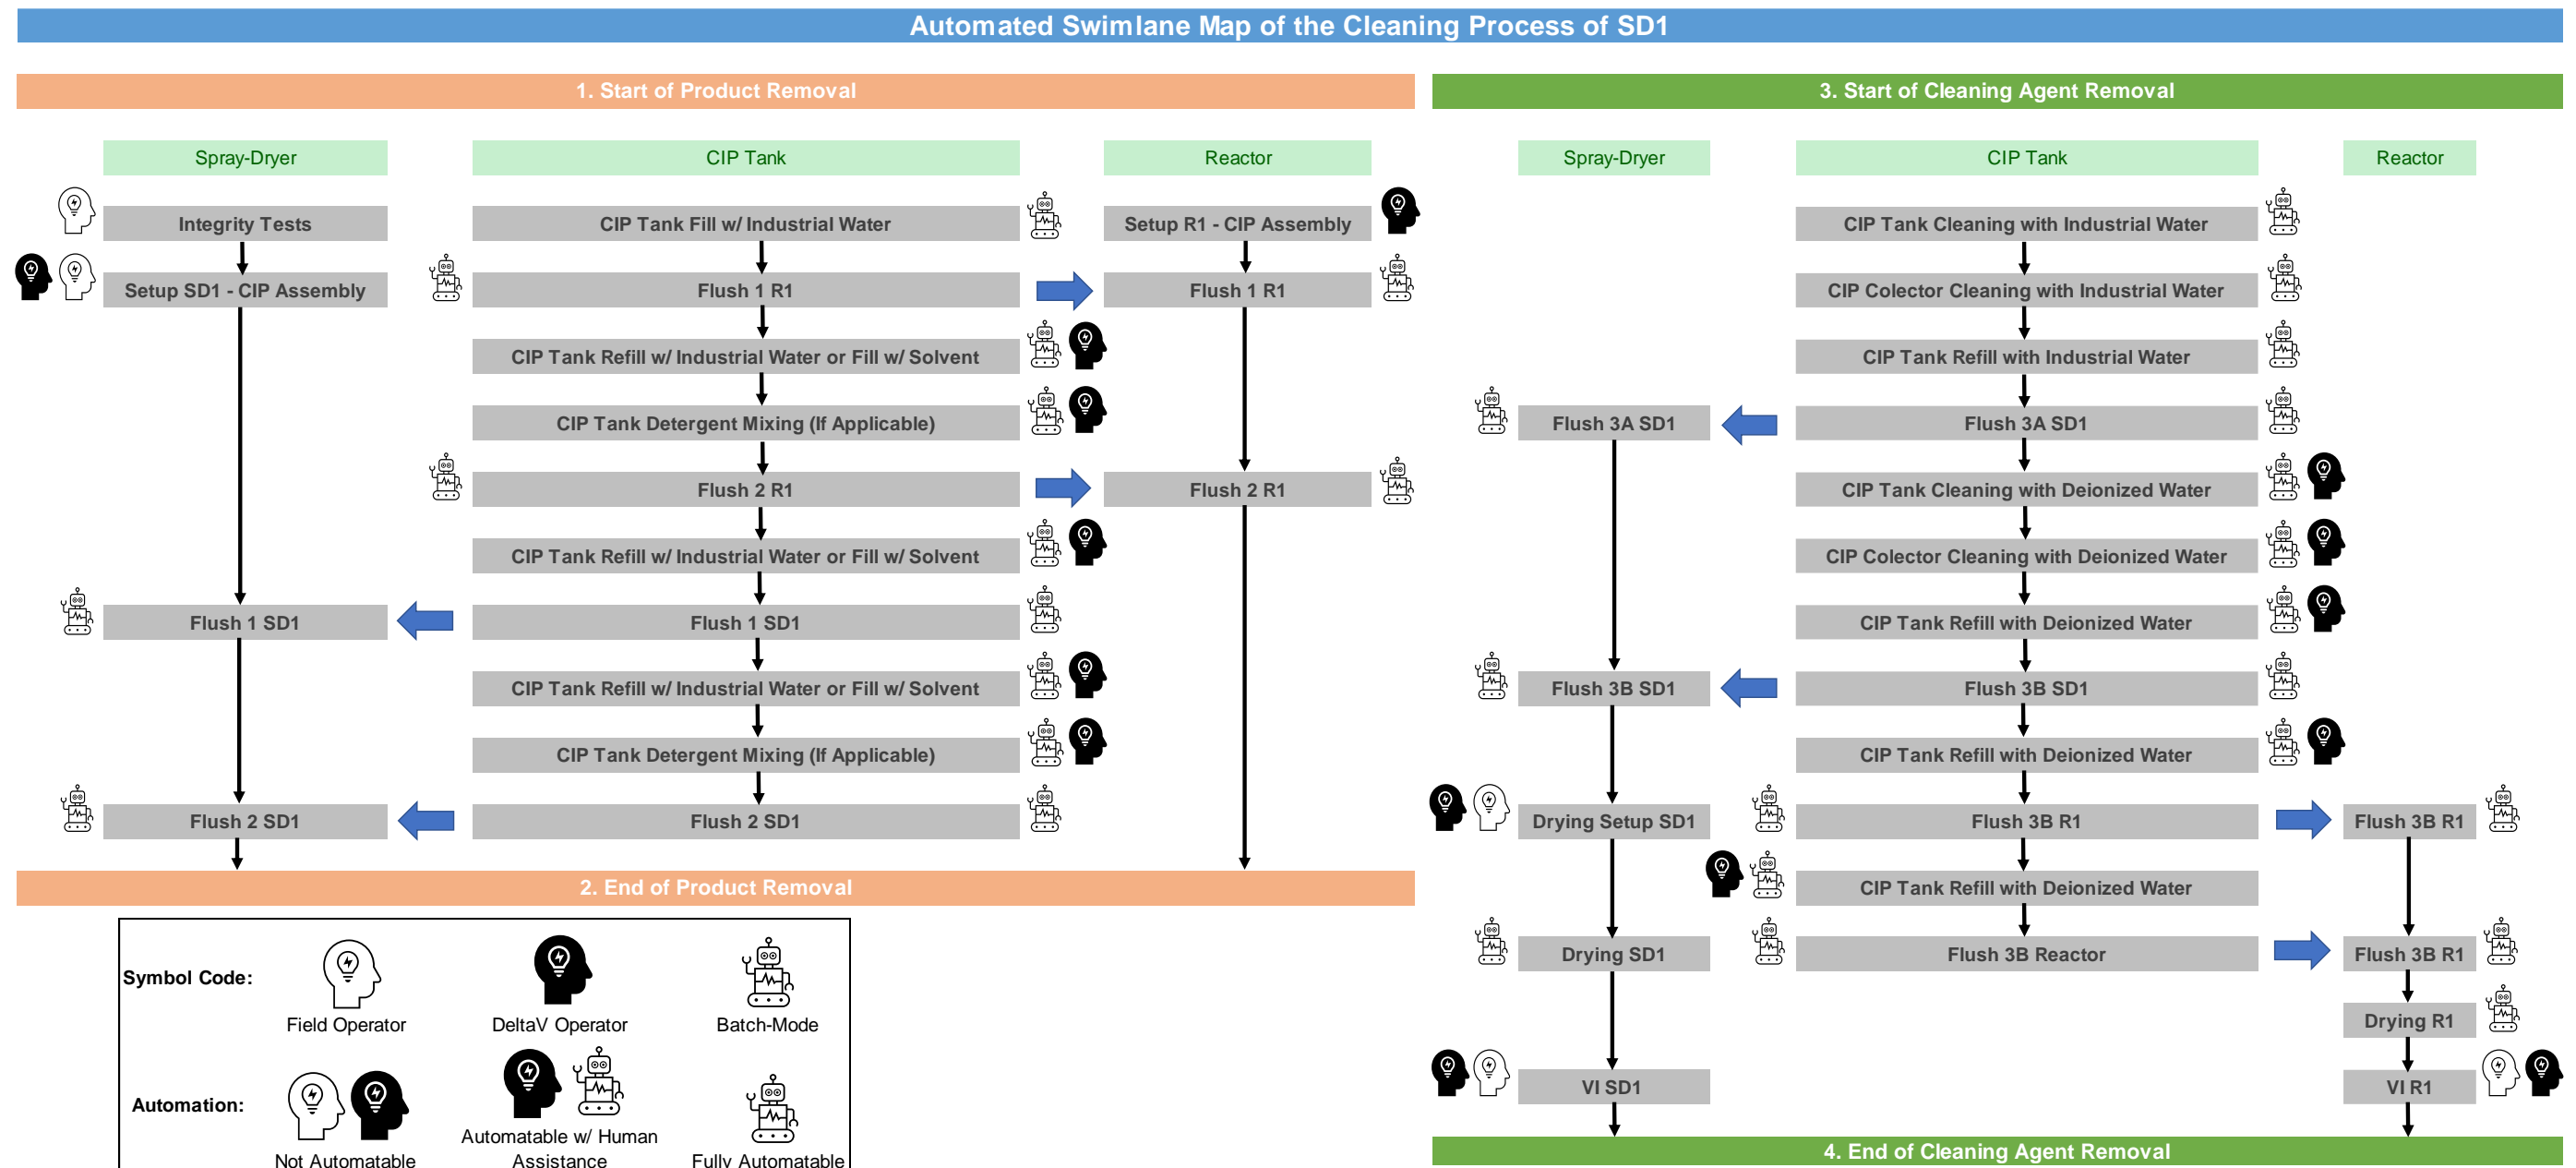 Automated Swimlane Map of the Cleaning Process of SD1
1. Start of Product Removal
Spray-Dryer
CIP Tank
Reactor
Integrity Tests
CIP Tank Fill w/ Industrial Water
Setup R1 - CIP Assembly
Setup SD1 - CIP Assembly
Flush 1 R1
Flush 1 R1
CIP Tank Refill w/ Industrial Water or Fill w/ Solvent
CIP Tank Detergent Mixing (If Applicable)
Flush 2 R1
Flush 2 R1
CIP Tank Refill w/ Industrial Water or Fill w/ Solvent
Flush 1 SD1
Flush 1 SD1
CIP Tank Refill w/ Industrial Water or Fill w/ Solvent
CIP Tank Detergent Mixing (If Applicable)
Flush 2 SD1
Flush 2 SD1
2. End of Product Removal
Symbol Code:
Field Operator
DeltaV Operator
Batch-Mode
Automation:
Not Automatable
Automatable w/ Human
Assistance
Fully Automatable
3. Start of Cleaning Agent Removal
Spray-Dryer
CIP Tank
Reactor
CIP Tank Cleaning with Industrial Water
CIP Colector Cleaning with Industrial Water
CIP Tank Refill with Industrial Water
Flush 3A SD1
Flush 3A SD1
CIP Tank Cleaning with Deionized Water
CIP Colector Cleaning with Deionized Water
CIP Tank Refill with Deionized Water
Flush 3B SD1
Flush 3B SD1
CIP Tank Refill with Deionized Water
Drying Setup SD1
Flush 3B R1
Flush 3B R1
CIP Tank Refill with Deionized Water
Drying SD1
Flush 3B Reactor
Flush 3B R1
Drying R1
VI SD1
VI R1
4. End of Cleaning Agent Removal